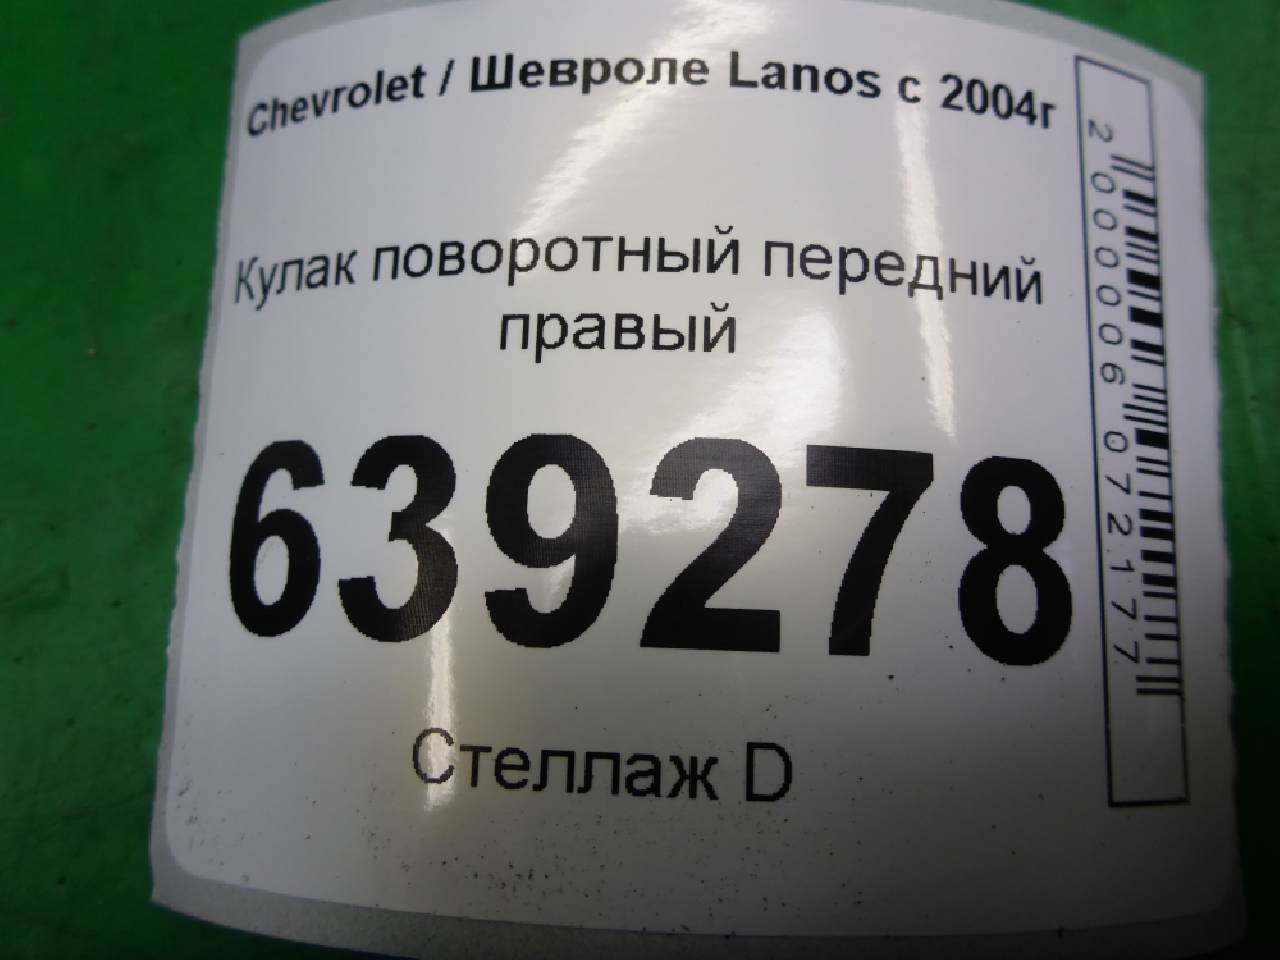 Chevrolet / Шевроле Lanos с 2004г
Кулак поворотный передний
правый
639278
Стеллаж D
2000006072177